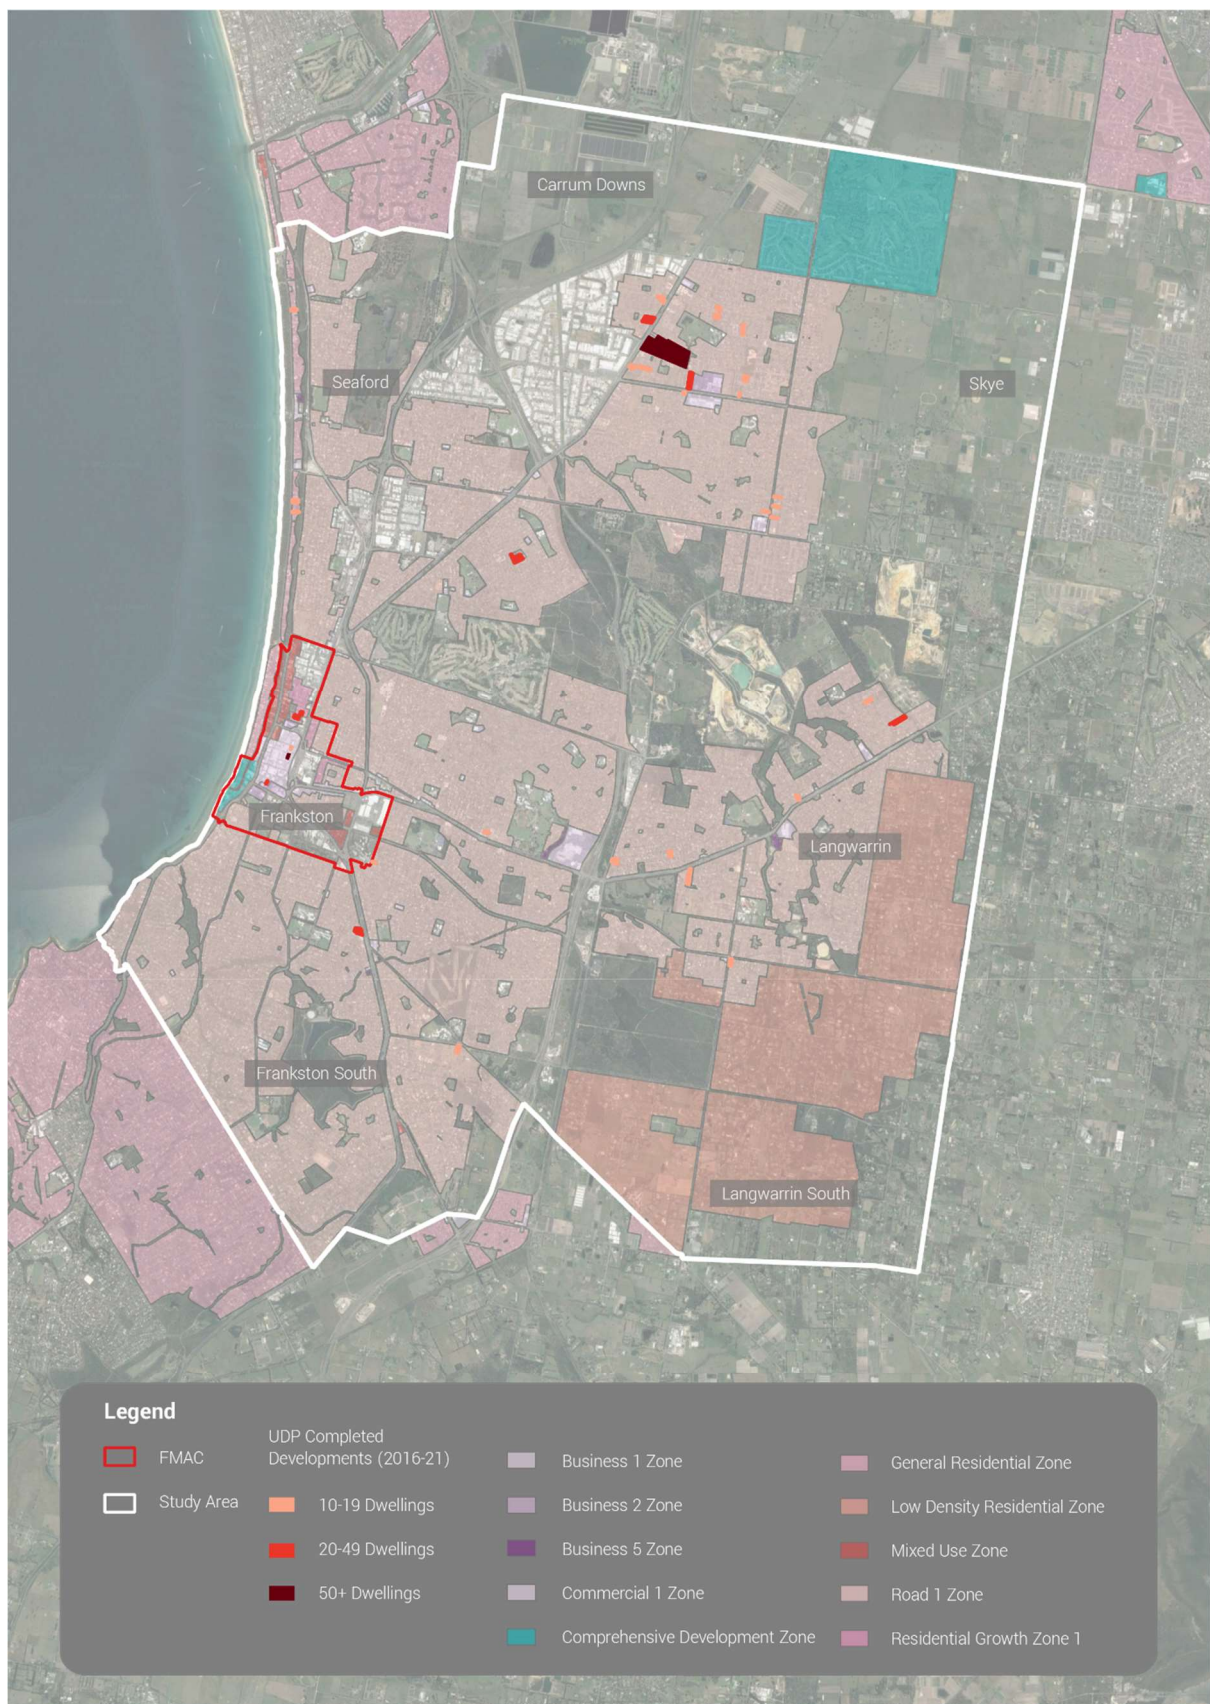 Carrum Downs
Seaford
Skye
Frankston
Langwarrin
Frankston South
Langwarrin South
Legend
FMAC
Study Area
UDP Completed
Developments (2016-21)
10-19 Dwellings
20-49 Dwellings
50+ Dwellings
Business 1 Zone
Business 2 Zone
Business 5 Zone
Commercial 1 Zone
Comprehensive Development Zone
General Residential Zone
Low Density Residential Zone
Mixed Use Zone
Road 1 Zone
Residential Growth Zone 1